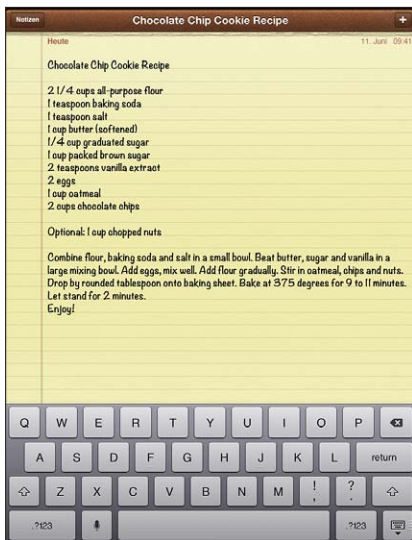 Notizen
Chocolate Chip Cookie Recipe
+
Heute
11. Juni 09:41
Chocolate Chip Cookie Recipe
2 1/4 cups all-purpose flour
1 teaspoon baking soda
1 teaspoon salt
1 cup butter (softened)
1/4 cup graduated sugar
1 cup packed brown sugar
2 teaspoons vanilla extract
2 eggs
1 cup oatmeal
2 cups chocolate chips
Optional: 1 cup chopped nuts
Combine flour, baking soda and salt in a small bowl. Beat butter, sugar and vanilla in a
large mixing bowl. Add eggs, mix well. Add flour gradually. Stir in oatmeal, chips and nuts.
Drop by rounded tablespoon onto baking sheet. Bake at 375 degrees for 9 to 11 minutes.
Let stand for 2 minutes.
Enjoy!
Q W E R T Y U I O P
A S D F G H J K L return
Z X C V B N M ! , ? .
.?123 .?123